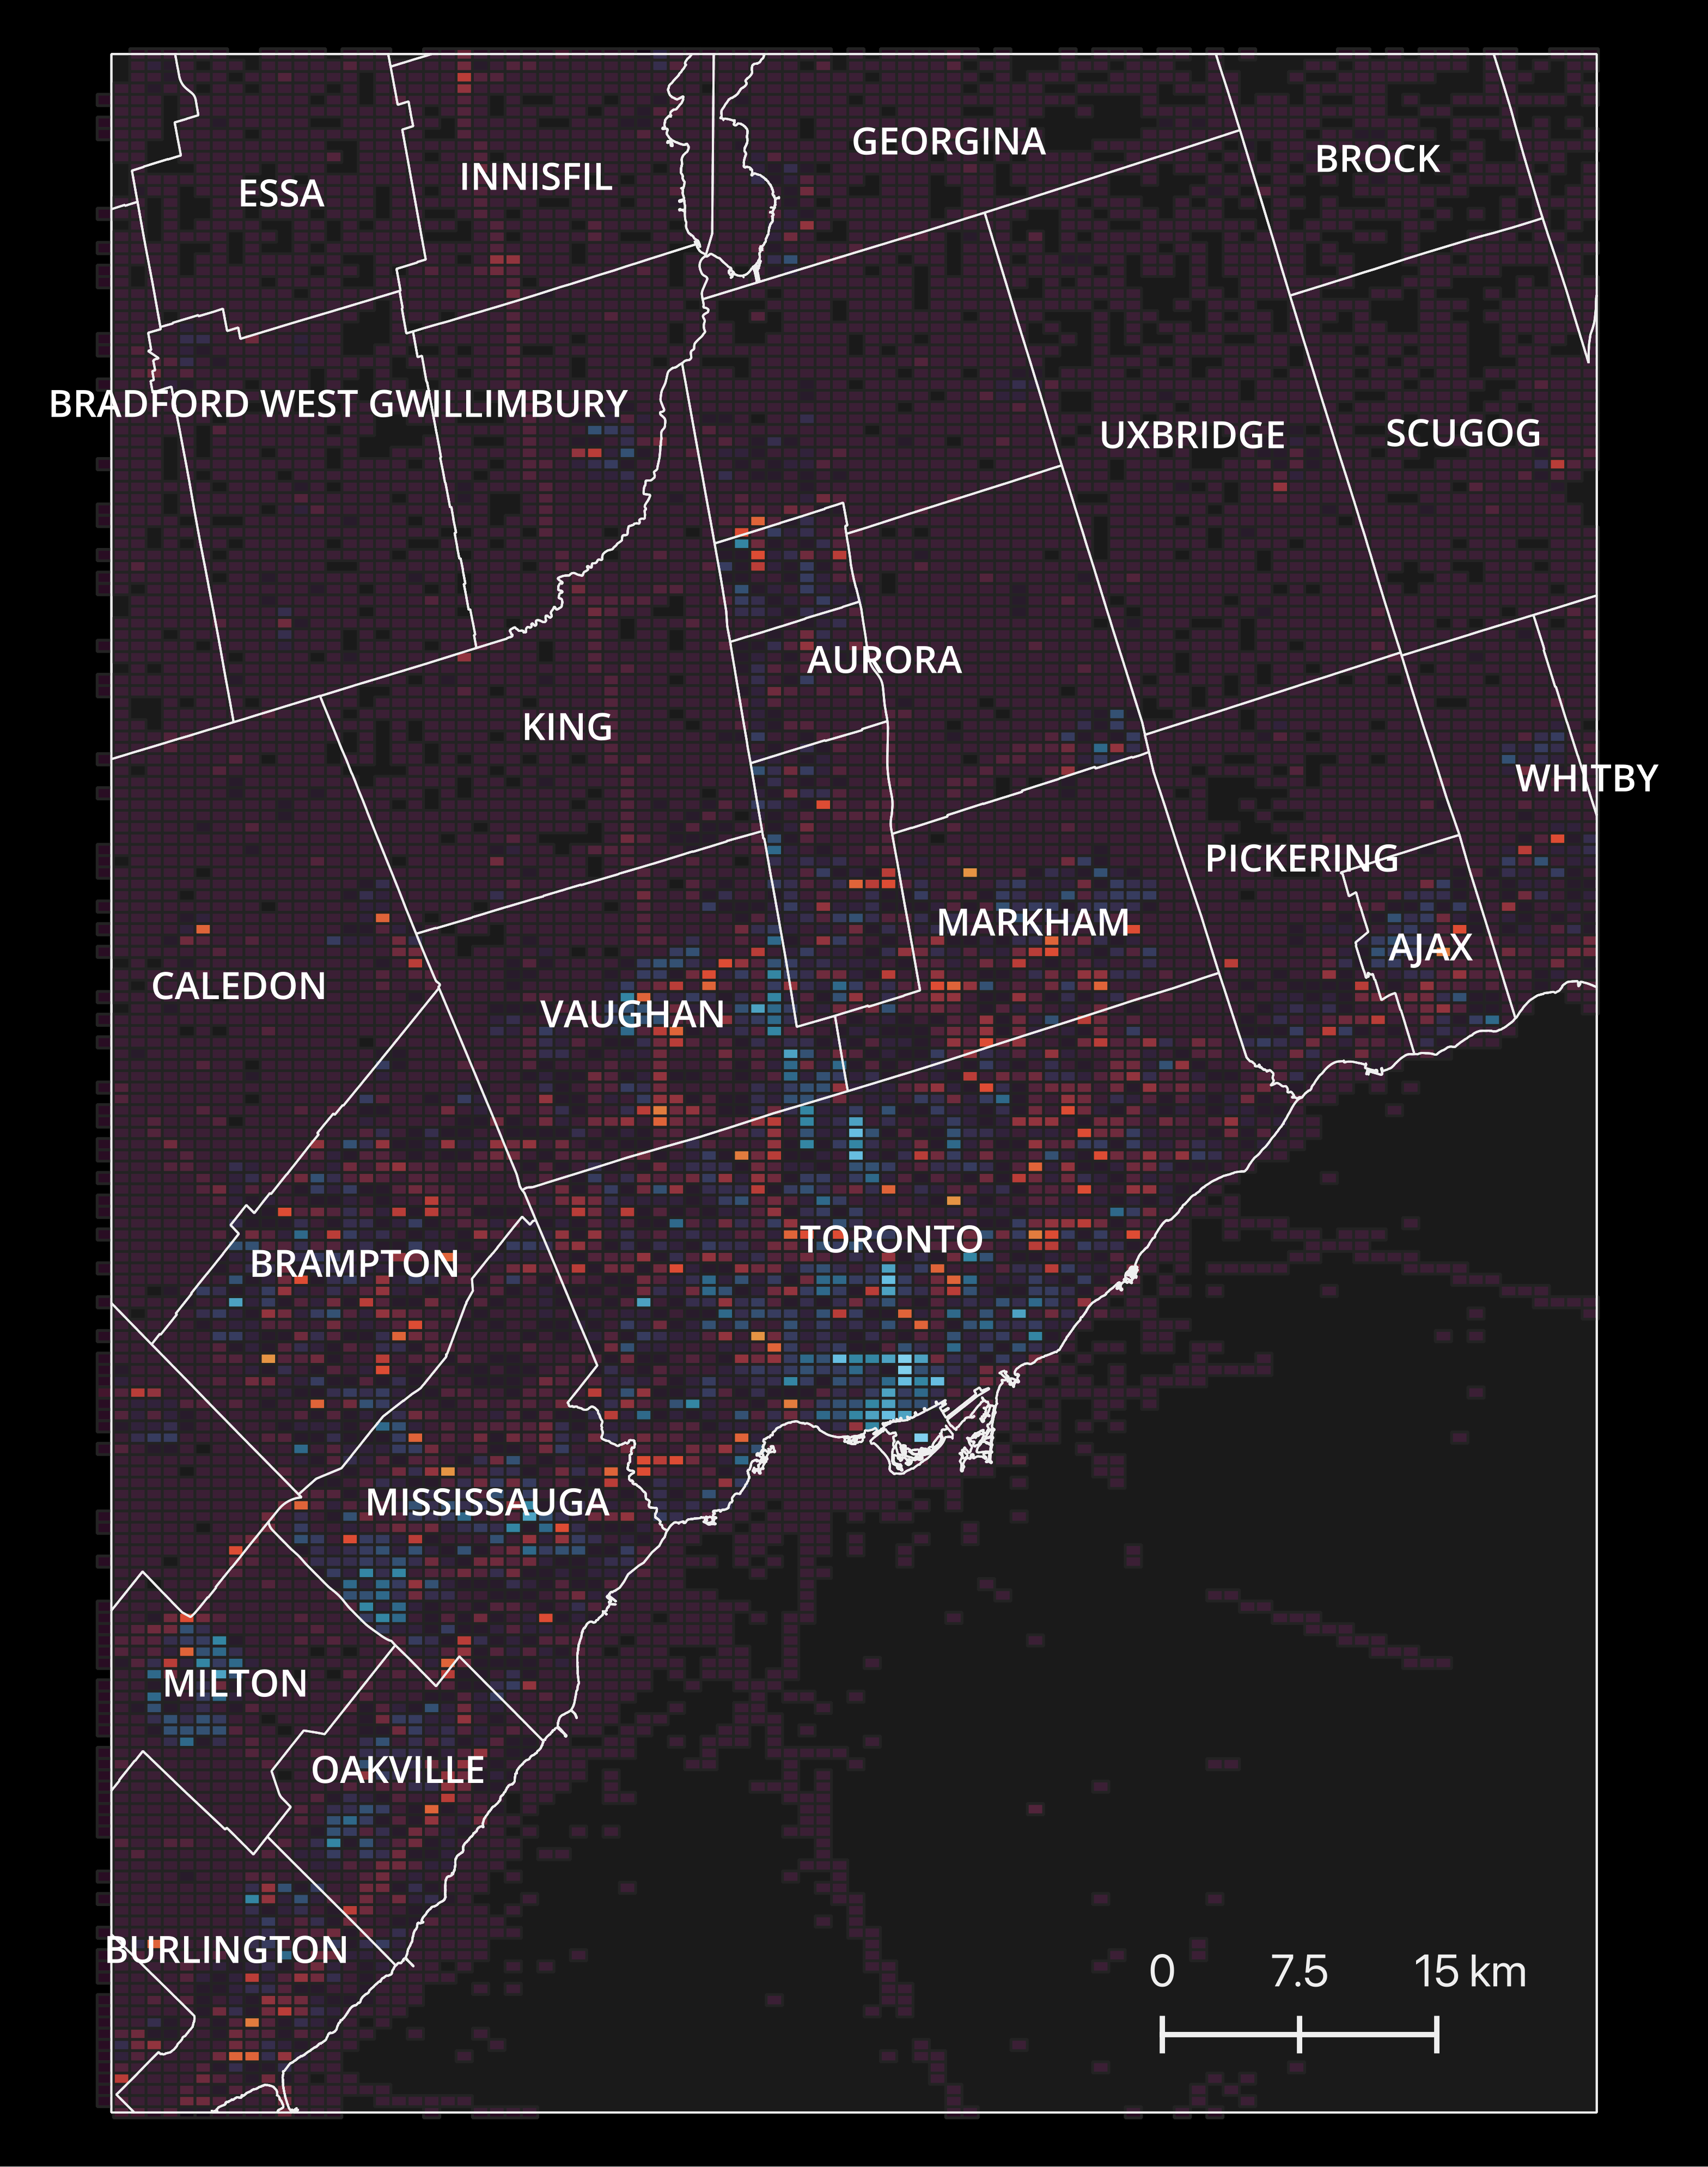 GEORGINA
BROCK
INNISFIL
ESSA
BRADFORD WEST GWILLIMBURY
UXBRIDGE
SCUGOG
AURORA
KING
WHITBY
PICKERING
MARKHAM
AJAX
CALEDON
VAUGHAN
TORONTO
BRAMPTON
MISSISSAUGA
MILTON
OAKVILLE
BURLINGTON
0 7.5 15 km